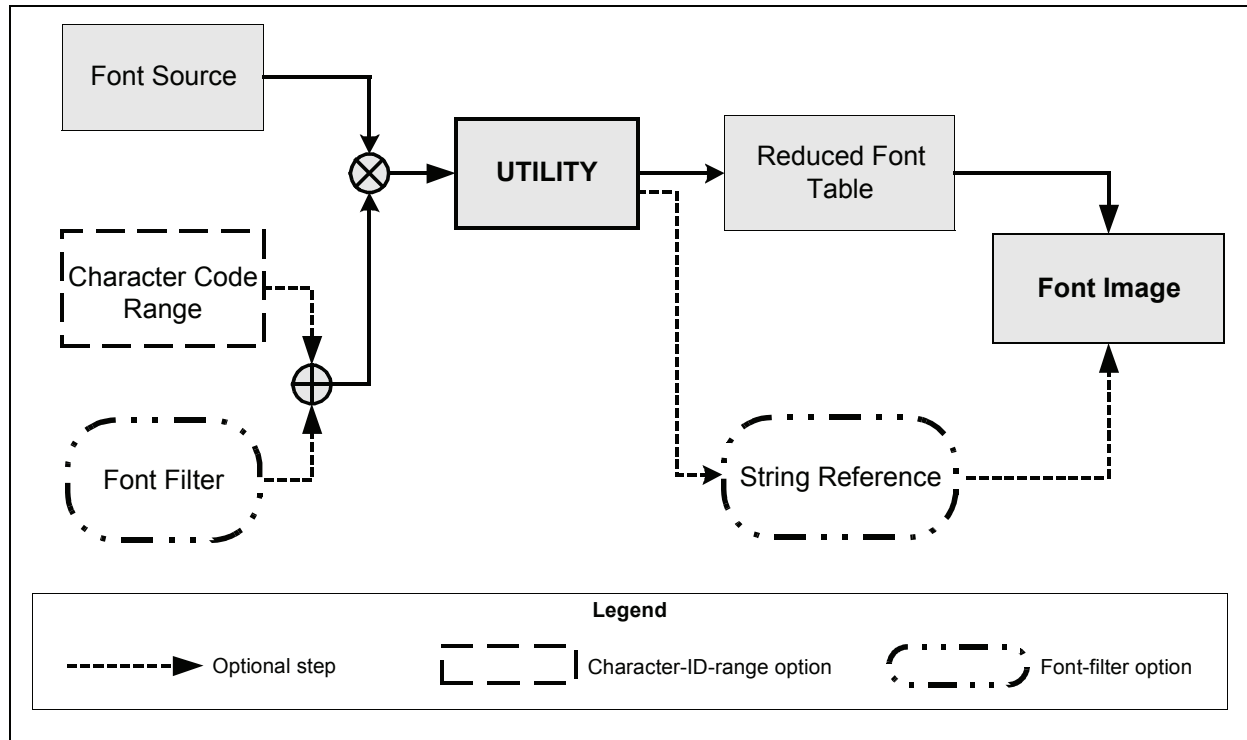 Font Source
Character Code
Range
Font Filter
UTILITY
Reduced Font
Table
Font Image
String Reference
Legend
Optional step
Character-ID-range option
Font-filter option